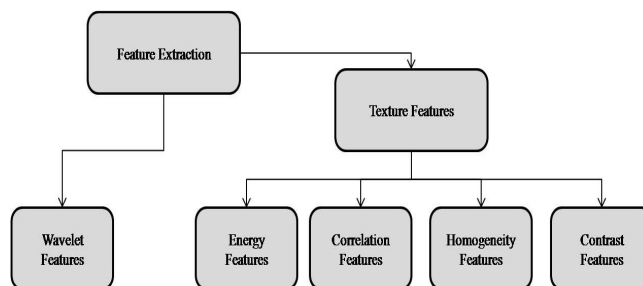 Feature Extraction
Texture Features
Wavelet
Features
Energy
Features
Correlation
Features
Homogeneity
Features
Contrast
Features